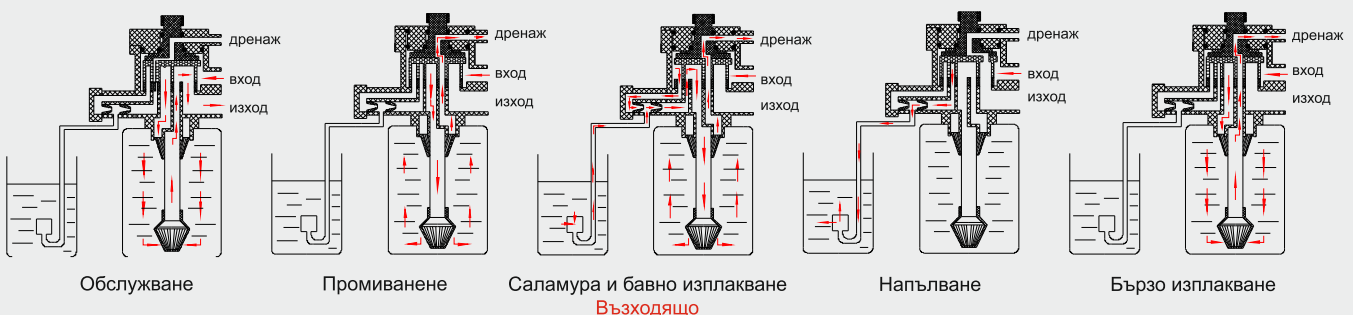 дренаж
вход
изход
Обслужване
дренаж
вход
изход
Промиванене
дренаж
вход
изход
Саламура и бавно изплакване
Възходящо
дренаж
вход
изход
Напълване
дренаж
вход
изход
Бързо изплакване